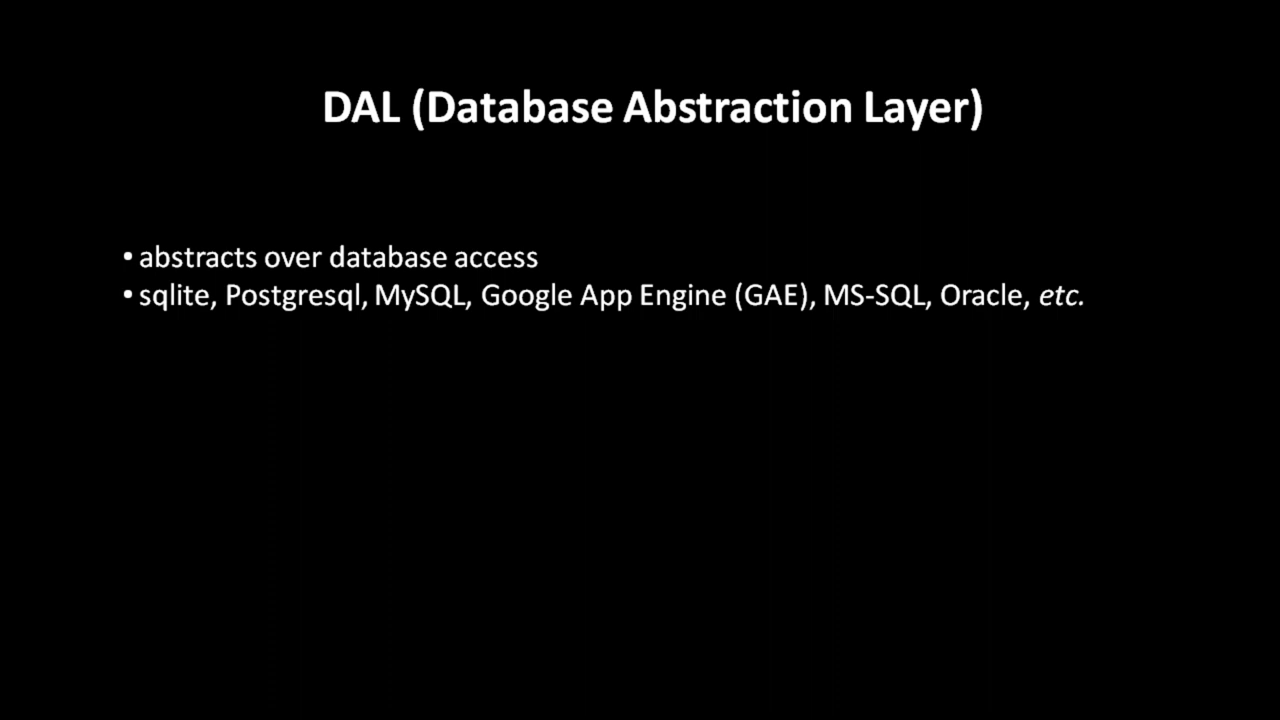 DAL (Database Abstraction Layer)
• abstracts over database access
• sqlite, Postgresql, MySQL, Google App Engine (GAE), MS-SQL, Oracle, etc.